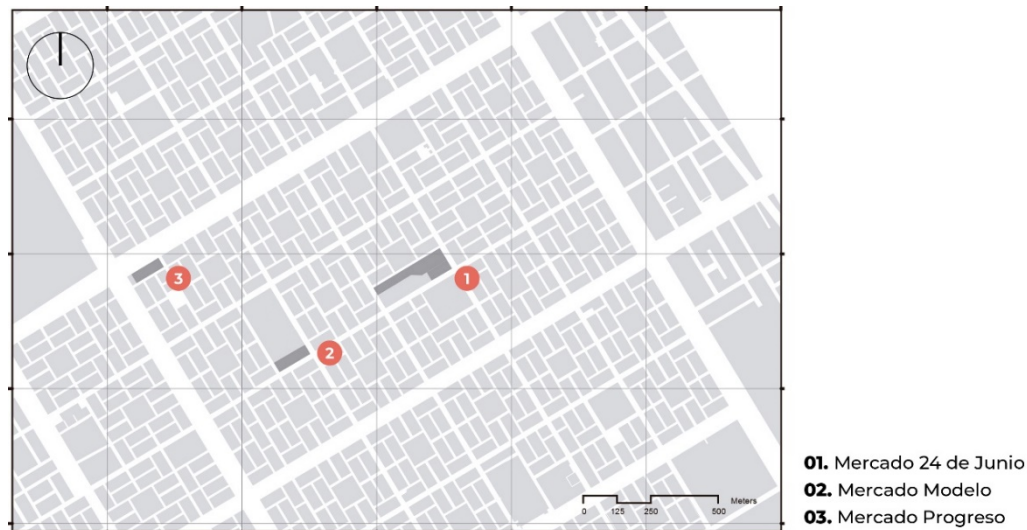 3
1
2
0 125 250 500 Meters
01. Mercado 24 de Junio
02. Mercado Modelo
03. Mercado Progreso